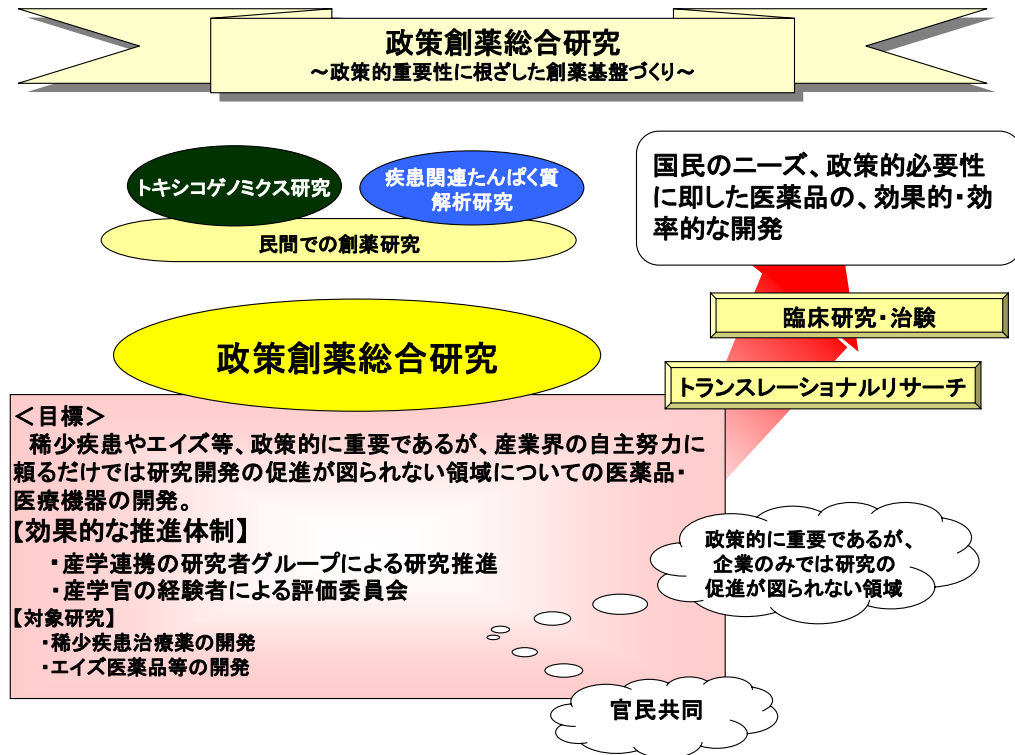 政策創薬総合研究
～政策的重要性に根ざした創薬基盤づくり～
トキシコゲノミクス研究
疾患関連たんぱく質
解析研究
民間での創薬研究
国民のニーズ、政策的必要性
に即した医薬品の、効果的・効
率的な開発
臨床研究・治験
トランスレーショナルリサーチ
政策創薬総合研究
＜目標＞
稀少疾患やエイズ等、政策的に重要であるが、産業界の自主努力に
頼るだけでは研究開発の促進が図られない領域についての医薬品・
医療機器の開発。
【効果的な推進体制】
・産学連携の研究者グループによる研究推進
・産学官の経験者による評価委員会
【対象研究】
・稀少疾患治療薬の開発
・エイズ医薬品等の開発
政策的に重要であるが、
企業のみでは研究の
促進が図られない領域
官民共同